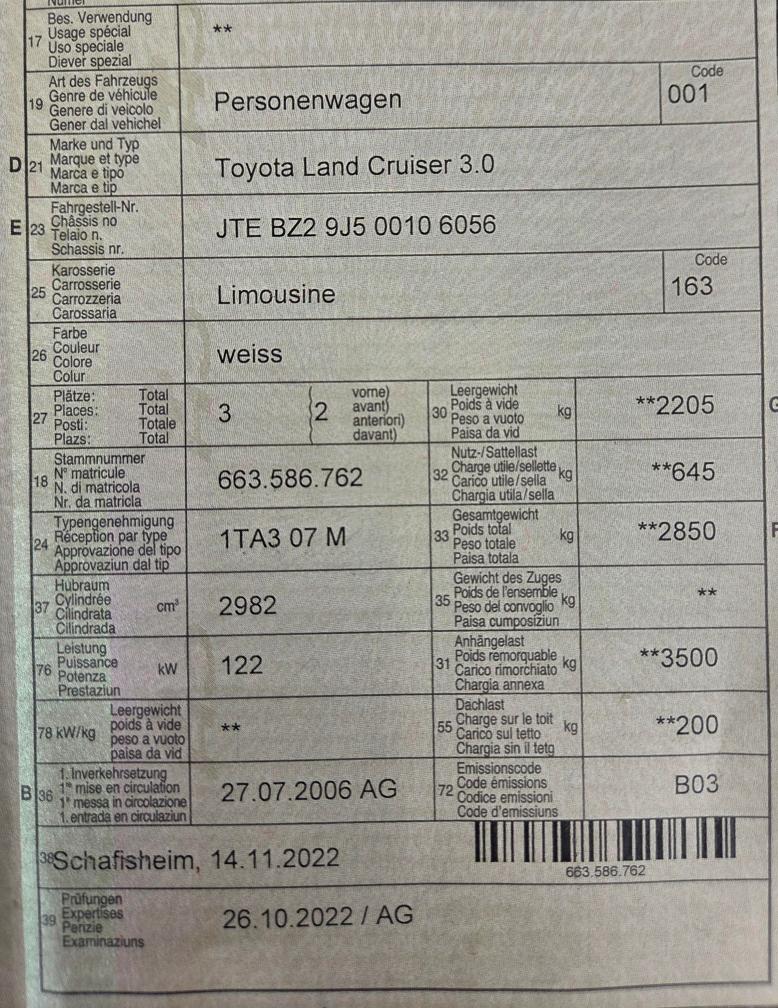 17 Bes. Verwendung
Usage spécial
Uso speciale
Diever spezial
**
19 Art des Fahrzeugs
Genre de véhicule
Genere di veicolo
Gener dal vehichel
Personenwagen
Code
001
D 21 Marke und Typ
Marque et type
Marca e tipo
Marca e tip
Toyota Land Cruiser 3.0
E 23 Fahrgestell-Nr.
Châssis no
Telaio n.
Schassis nr.
JTE BZ2 9J5 0010 6056
25 Karosserie
Carrosserie
Carrozzeria
Carossaria
Limousine
Code
163
26 Farbe
Couleur
Colore
Colur
weiss
27 Plätze: Total
Places: Total
Posti: Totale
Plazs: Total
3
2
vorne)
avant)
anteriori)
davant)
30 Leergewicht
Poids à vide
Peso a vuoto
Paisa da vid
kg
**2205
G
18 Stammnummer
N° matricule
N. di matricola
Nr. da matricla
663.586.762
32 Nutz-/Sattellast
Charge utile/sellette
Carico utile/sella
Chargia utila/sella
kg
**645
24 Typengenehmigung
Réception par type
Approvazione del tipo
Approvaziun dal tip
1TA3 07 M
33 Gesamtgewicht
Poids total
Peso totale
Paisa totala
kg
**2850
F
37 Hubraum
Cylindrée
Cilindrata
Cilindrada
cm³
2982
35 Gewicht des Zuges
Poids de l'ensemble
Peso del convoglio
Paisa cumposiziun
kg
**
76 Leistung
Puissance
Potenza
Prestaziun
kW
122
31 Anhängelast
Poids remorquable
Carico rimorchiato
Chargia annexa
kg
**3500
78 kW/kg
Leergewicht
poids à vide
peso a vuoto
paisa da vid
**
55 Dachlast
Charge sur le toit
Carico sul tetto
Chargia sin il tetg
kg
**200
B 36 1. Inverkehrsetzung
1re mise en circulation
1a messa in circolazione
1. entrada en circulaziun
27.07.2006 AG
72 Emissionscode
Code émissions
Codice emissioni
Code d'emissiuns
B03
38 Schafisheim, 14.11.2022
663.586.762
39 Prüfungen
Expertises
Perizie
Examinaziuns
26.10.2022 / AG